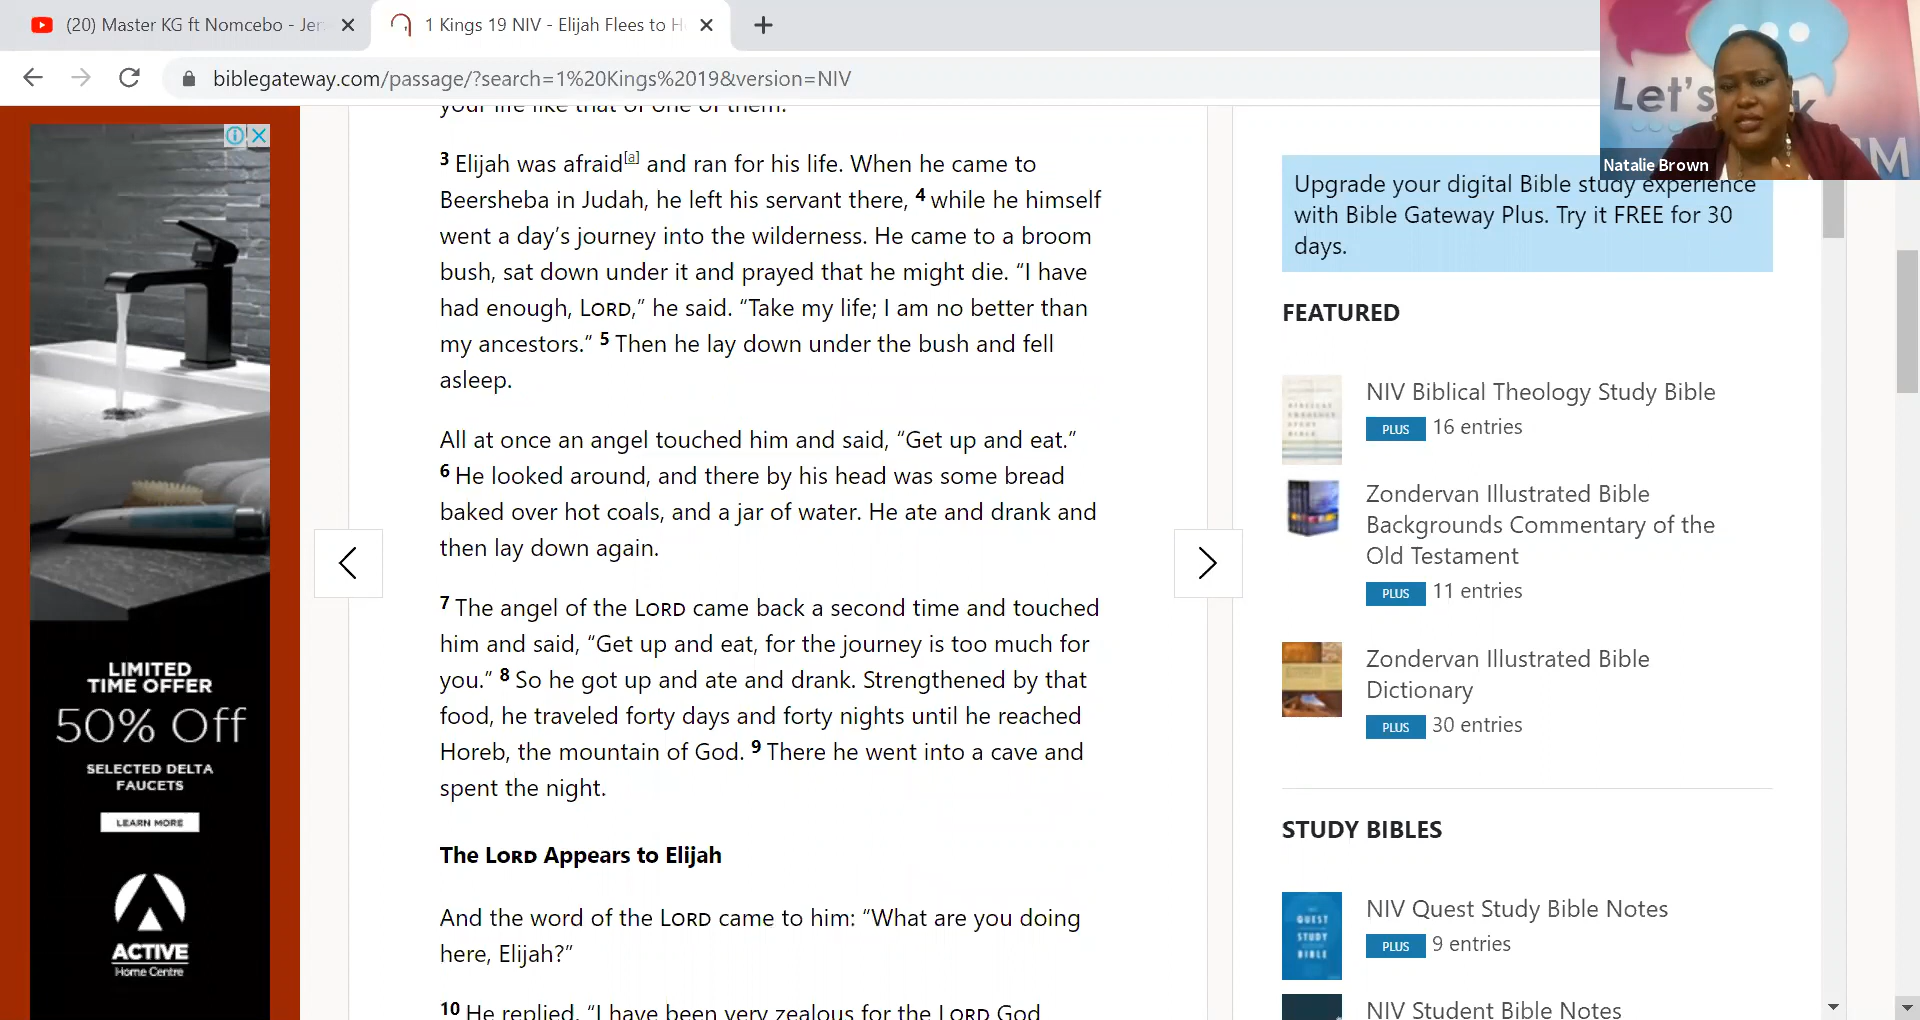 (20) Master KG ft Nomcebo - Jer
1 Kings 19 NIV - Elijah Flees to H
biblegateway.com/passage/?search=1%20Kings%2019&version=NIV
Let's
M
Natalie Brown
your life like that of one of them.
3 Elijah was afraid[a] and ran for his life. When he came to
Beersheba in Judah, he left his servant there, 4 while he himself
went a day’s journey into the wilderness. He came to a broom
bush, sat down under it and prayed that he might die. “I have
had enough, LORD,” he said. “Take my life; I am no better than
my ancestors.” 5 Then he lay down under the bush and fell
asleep.
All at once an angel touched him and said, “Get up and eat.”
6 He looked around, and there by his head was some bread
baked over hot coals, and a jar of water. He ate and drank and
then lay down again.
7 The angel of the LORD came back a second time and touched
him and said, “Get up and eat, for the journey is too much for
you.” 8 So he got up and ate and drank. Strengthened by that
food, he traveled forty days and forty nights until he reached
Horeb, the mountain of God. 9 There he went into a cave and
spent the night.
The LORD Appears to Elijah
And the word of the LORD came to him: “What are you doing
here, Elijah?”
10 He replied, “I have been very zealous for the LORD God
LIMITED
TIME OFFER
50% Off
SELECTED DELTA
FAUCETS
LEARN MORE
ACTIVE
Home Centre
Upgrade your digital Bible study experience
with Bible Gateway Plus. Try it FREE for 30
days.
FEATURED
NIV Biblical Theology Study Bible
PLUS 16 entries
Zondervan Illustrated Bible
Backgrounds Commentary of the
Old Testament
PLUS 11 entries
Zondervan Illustrated Bible
Dictionary
PLUS 30 entries
STUDY BIBLES
QUEST
STUDY
BIBLE
NIV Quest Study Bible Notes
PLUS 9 entries
NIV Student Bible Notes